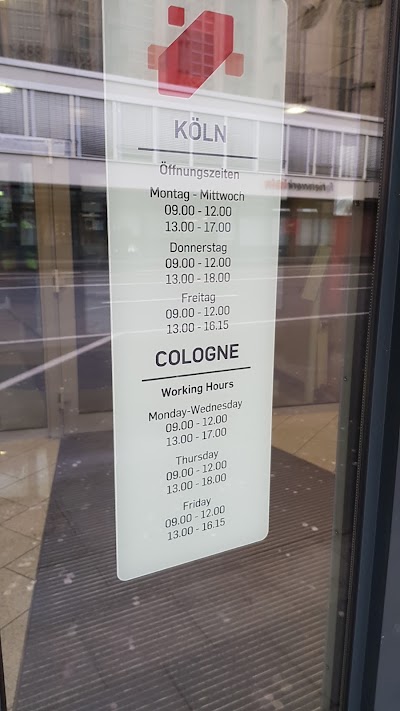 KÖLN
Öffnungszeiten
Montag - Mittwoch
09.00 - 12.00
13.00 - 17.00
Donnerstag
09.00 - 12.00
13.00 - 18.00
Freitag
09.00 - 12.00
13.00 - 16.15
COLOGNE
Working Hours
Monday-Wednesday
09.00 - 12.00
13.00 - 17.00
Thursday
09.00 - 12.00
13.00 - 18.00
Friday
09.00 - 12.00
13.00 - 16.15